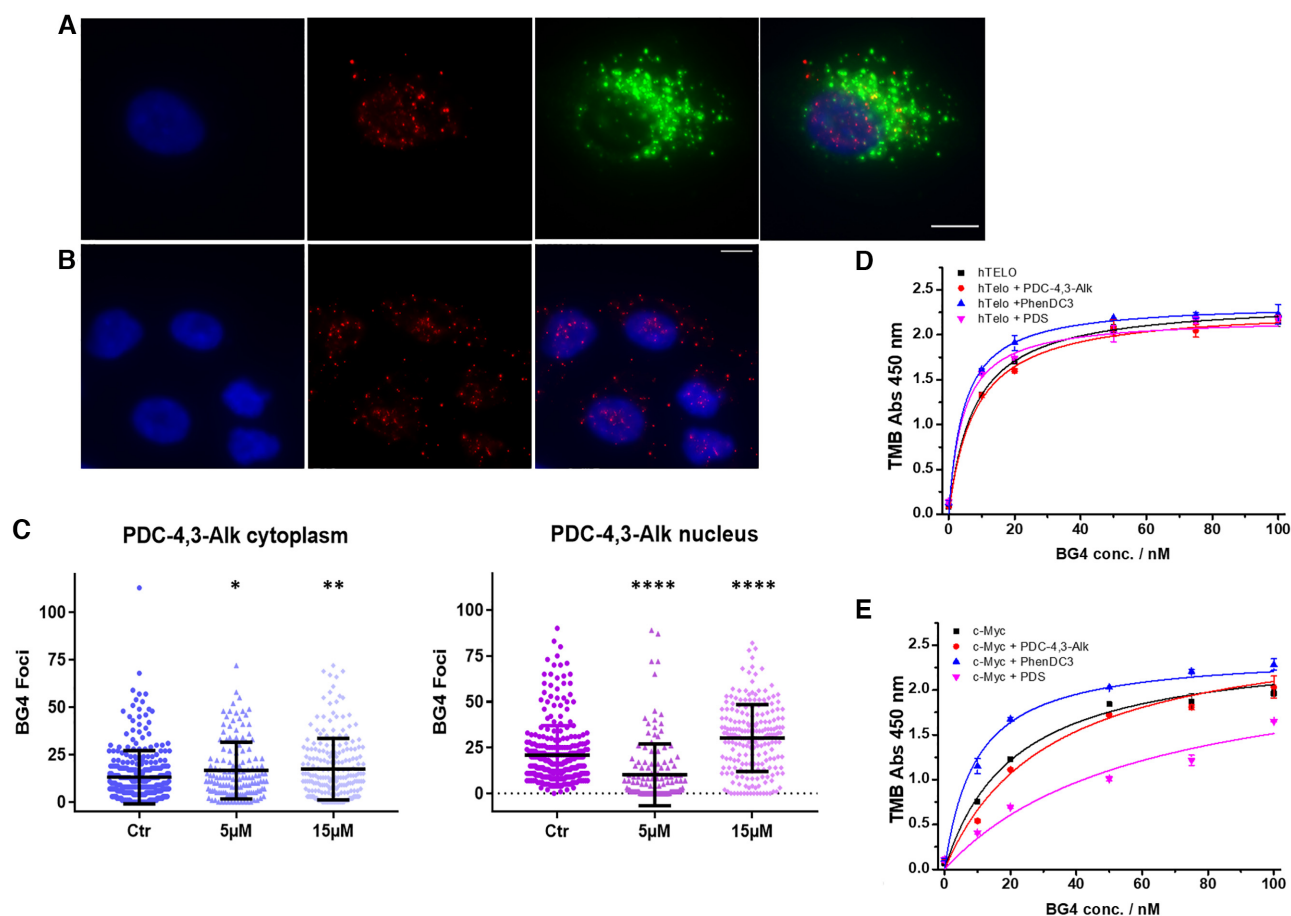 A
B
C
PDC-4,3-Alk cytoplasm
BG4 Foci
100
75
50
25
0
*
**
Ctr
5µM
15µM
PDC-4,3-Alk nucleus
BG4 Foci
100
75
50
25
0
****
****
Ctr
5µM
15µM
D
TMB Abs 450 nm
2.5
2.0
1.5
1.0
0.5
0.0
hTELO
hTelo + PDC-4,3-Alk
hTelo +PhenDC3
hTelo + PDS
0 20 40 60 80 100
BG4 conc. / nM
E
TMB Abs 450 nm
2.5
2.0
1.5
1.0
0.5
0.0
c-Myc
c-Myc + PDC-4,3-Alk
c-Myc + PhenDC3
c-Myc + PDS
0 20 40 60 80 100
BG4 conc. / nM